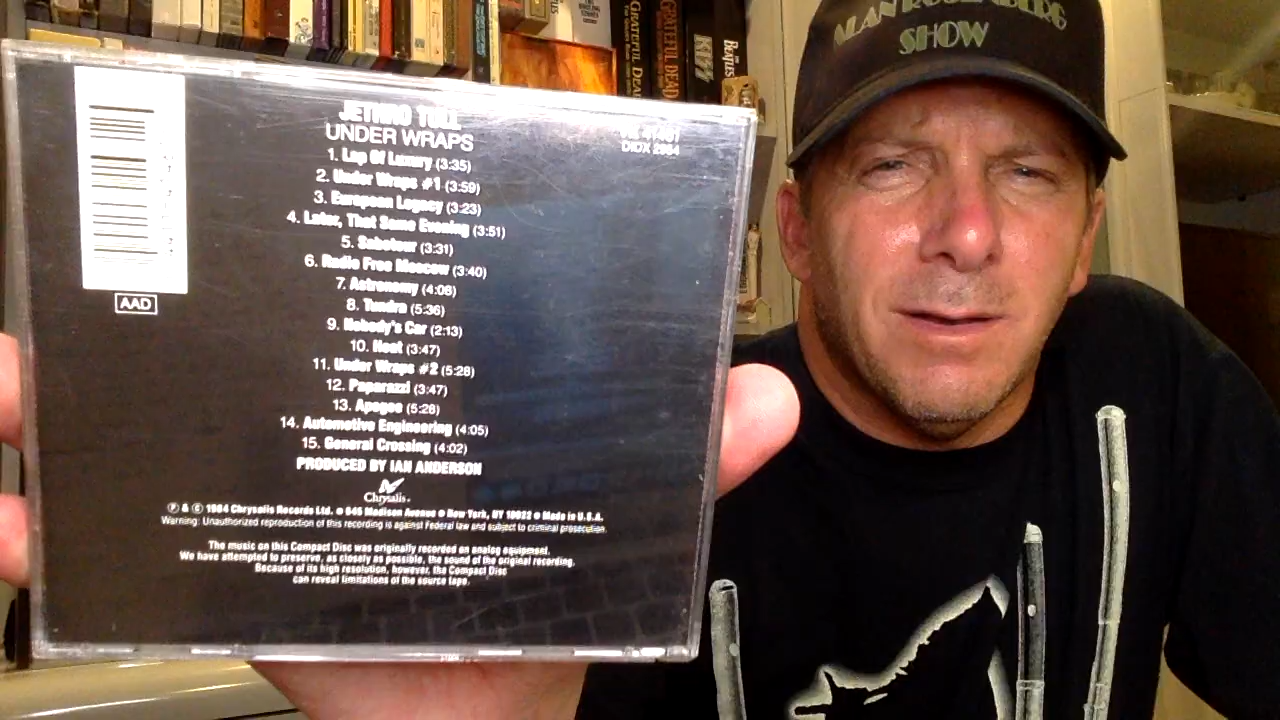 ALAN ROSENBERG
SHOW
GRATEFUL DEAD
GRATEFUL DEAD
KISS
THE
BEATLES
JETHRO TULL
UNDER WRAPS
DIDX 2984
1. Lap Of Luxury (3:35)
2. Under Wraps #1 (3:59)
3. European Legacy (3:23)
4. Later, That Same Evening (3:51)
5. Saboteur (3:31)
6. Radio Free Moscow (3:40)
7. Astronomy (4:08)
8. Tundra (5:36)
9. Nobody's Car (2:13)
10. Heat (3:47)
11. Under Wraps #2 (5:28)
12. Paparazzi (3:47)
13. Apogee (5:28)
14. Automotive Engineering (4:05)
15. General Crossing (4:02)
PRODUCED BY IAN ANDERSON
Chrysalis
AAD
℗ & © 1984 Chrysalis Records Ltd. • 645 Madison Avenue • New York, NY 10022 • Made in U.S.A.
Warning: Unauthorized reproduction of this recording is against Federal law and subject to criminal prosecution.
The music on this Compact Disc was originally recorded on analog equipment.
We have attempted to preserve, as closely as possible, the sound of the original recording.
Because of its high resolution, however, the Compact Disc
can reveal limitations of the source tape.